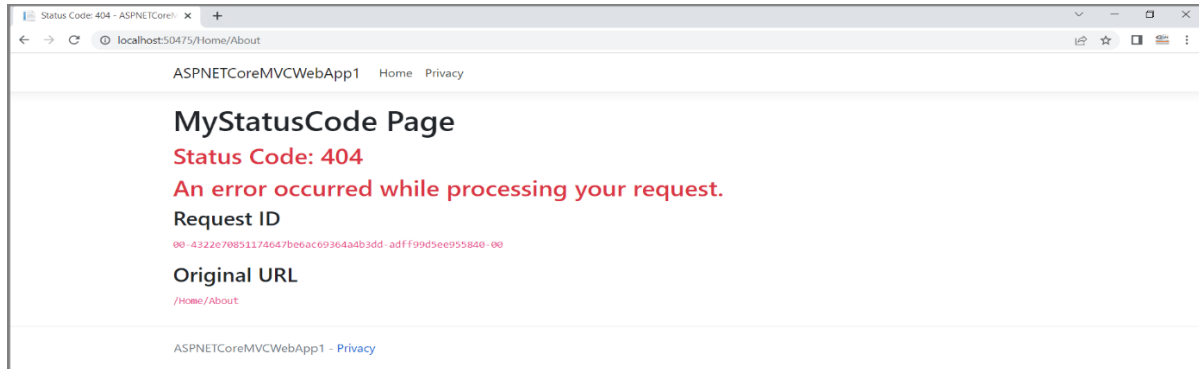 Status Code: 404 - ASPNETCoreM
localhost:50475/Home/About
ASPNETCoreMVCWebApp1 Home Privacy
MyStatusCode Page
Status Code: 404
An error occurred while processing your request.
Request ID
00-4322e70851174647be6ac69364a4b3dd-adff99d5ee955840-00
Original URL
/Home/About
ASPNETCoreMVCWebApp1 - Privacy